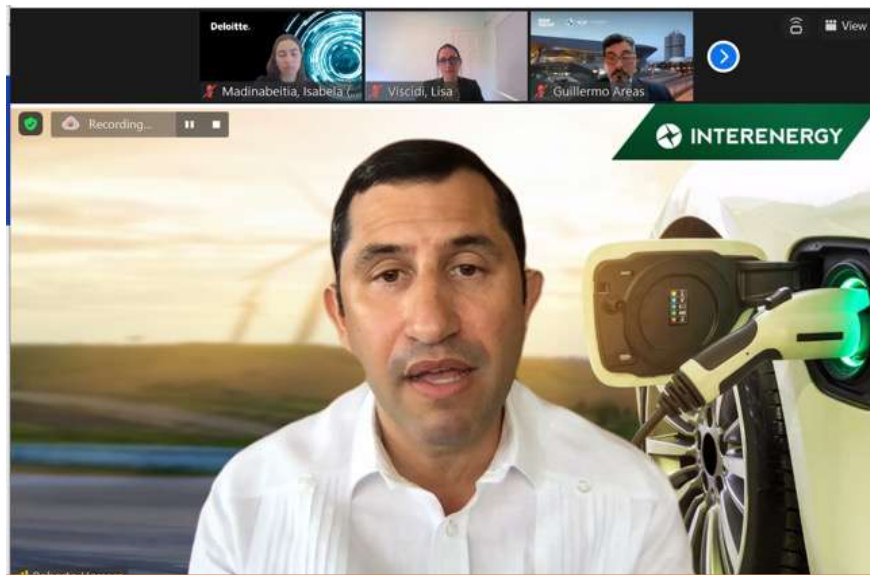 Deloitte.
Madinabeitia, Isabela (...
Viscidi, Lisa
Guillermo Areas
View
Recording...
INTERENERGY